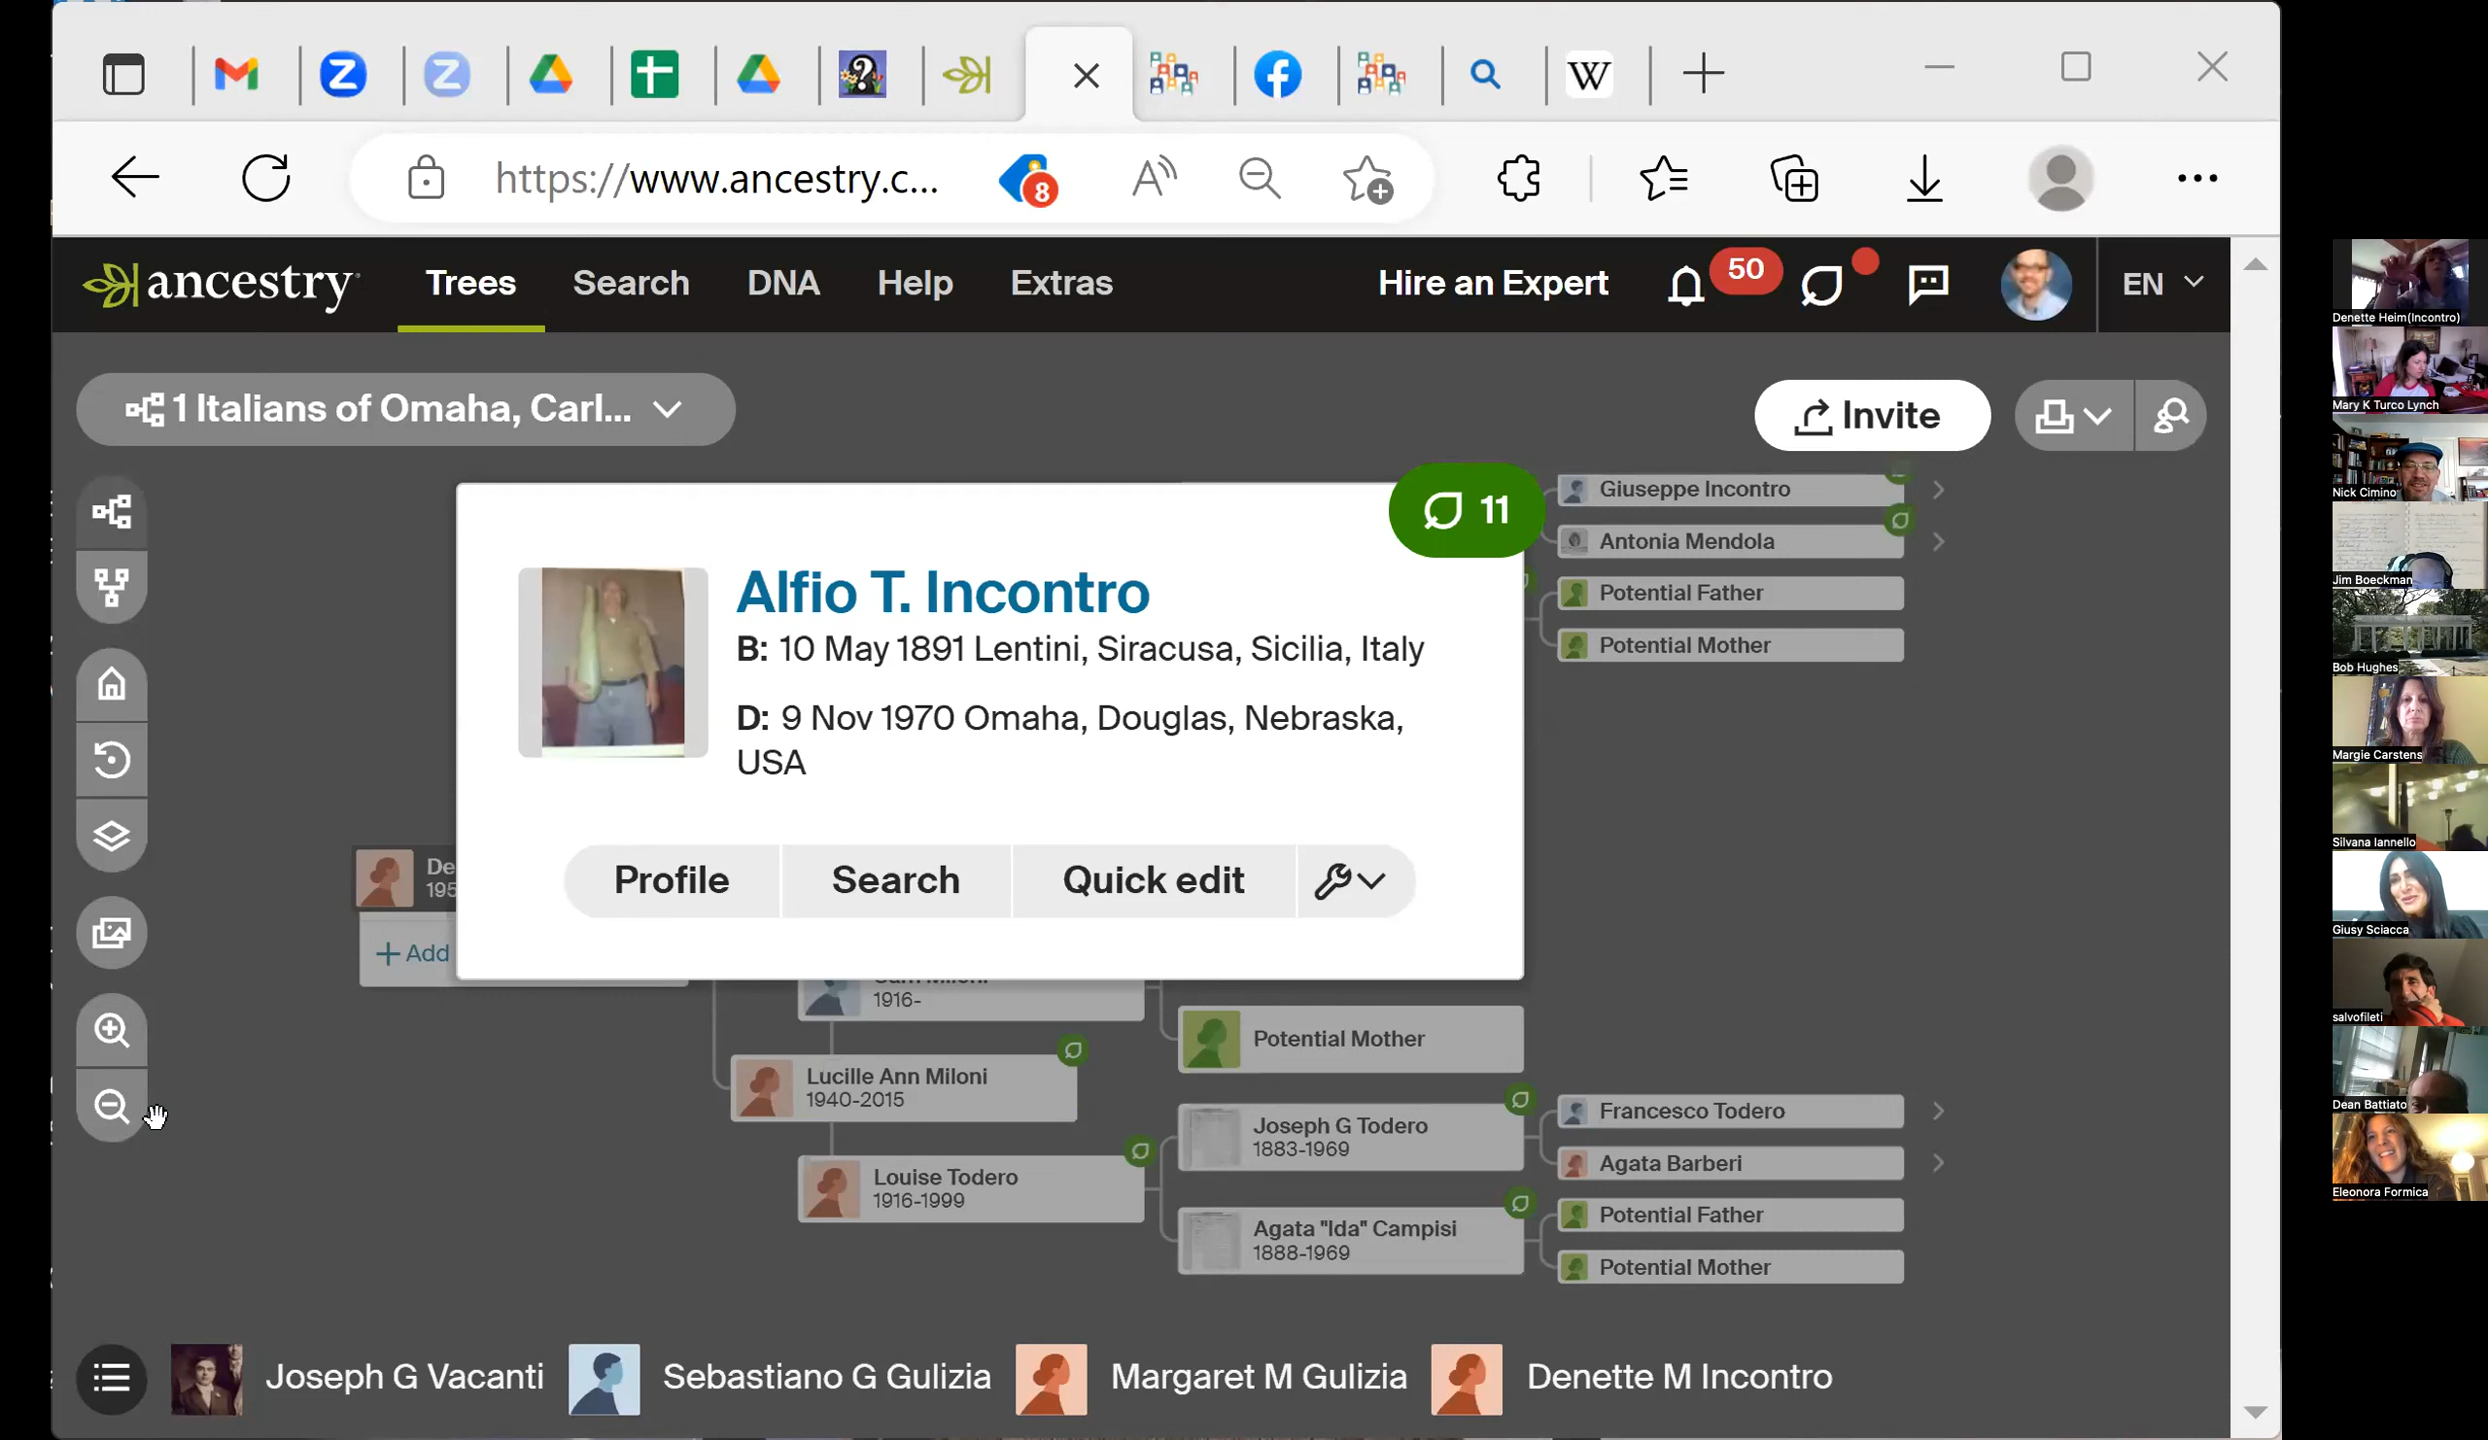 https://www.ancestry.c...
8
ancestry
Trees
Search
DNA
Help
Extras
Hire an Expert
50
EN
1 Italians of Omaha, Carl...
Invite
11
Alfio T. Incontro
B: 10 May 1891 Lentini, Siracusa, Sicilia, Italy
D: 9 Nov 1970 Omaha, Douglas, Nebraska,
USA
Profile
Search
Quick edit
Giuseppe Incontro
Antonia Mendola
Potential Father
Potential Mother
De
195
+ Add
1916-
Potential Mother
Lucille Ann Miloni
1940-2015
Joseph G Todero
1883-1969
Francesco Todero
Agata Barberi
Louise Todero
1916-1999
Agata "Ida" Campisi
1888-1969
Potential Father
Potential Mother
Joseph G Vacanti
Sebastiano G Gulizia
Margaret M Gulizia
Denette M Incontro
Denette Heim(Incontro)
Mary K Turco Lynch
Nick Cimino
Jim Boeckman
Bob Hughes
Margie Carstens
Silvana Iannello
Giusy Sciacca
salvofileti
Dean Battiato
Eleonora Formica